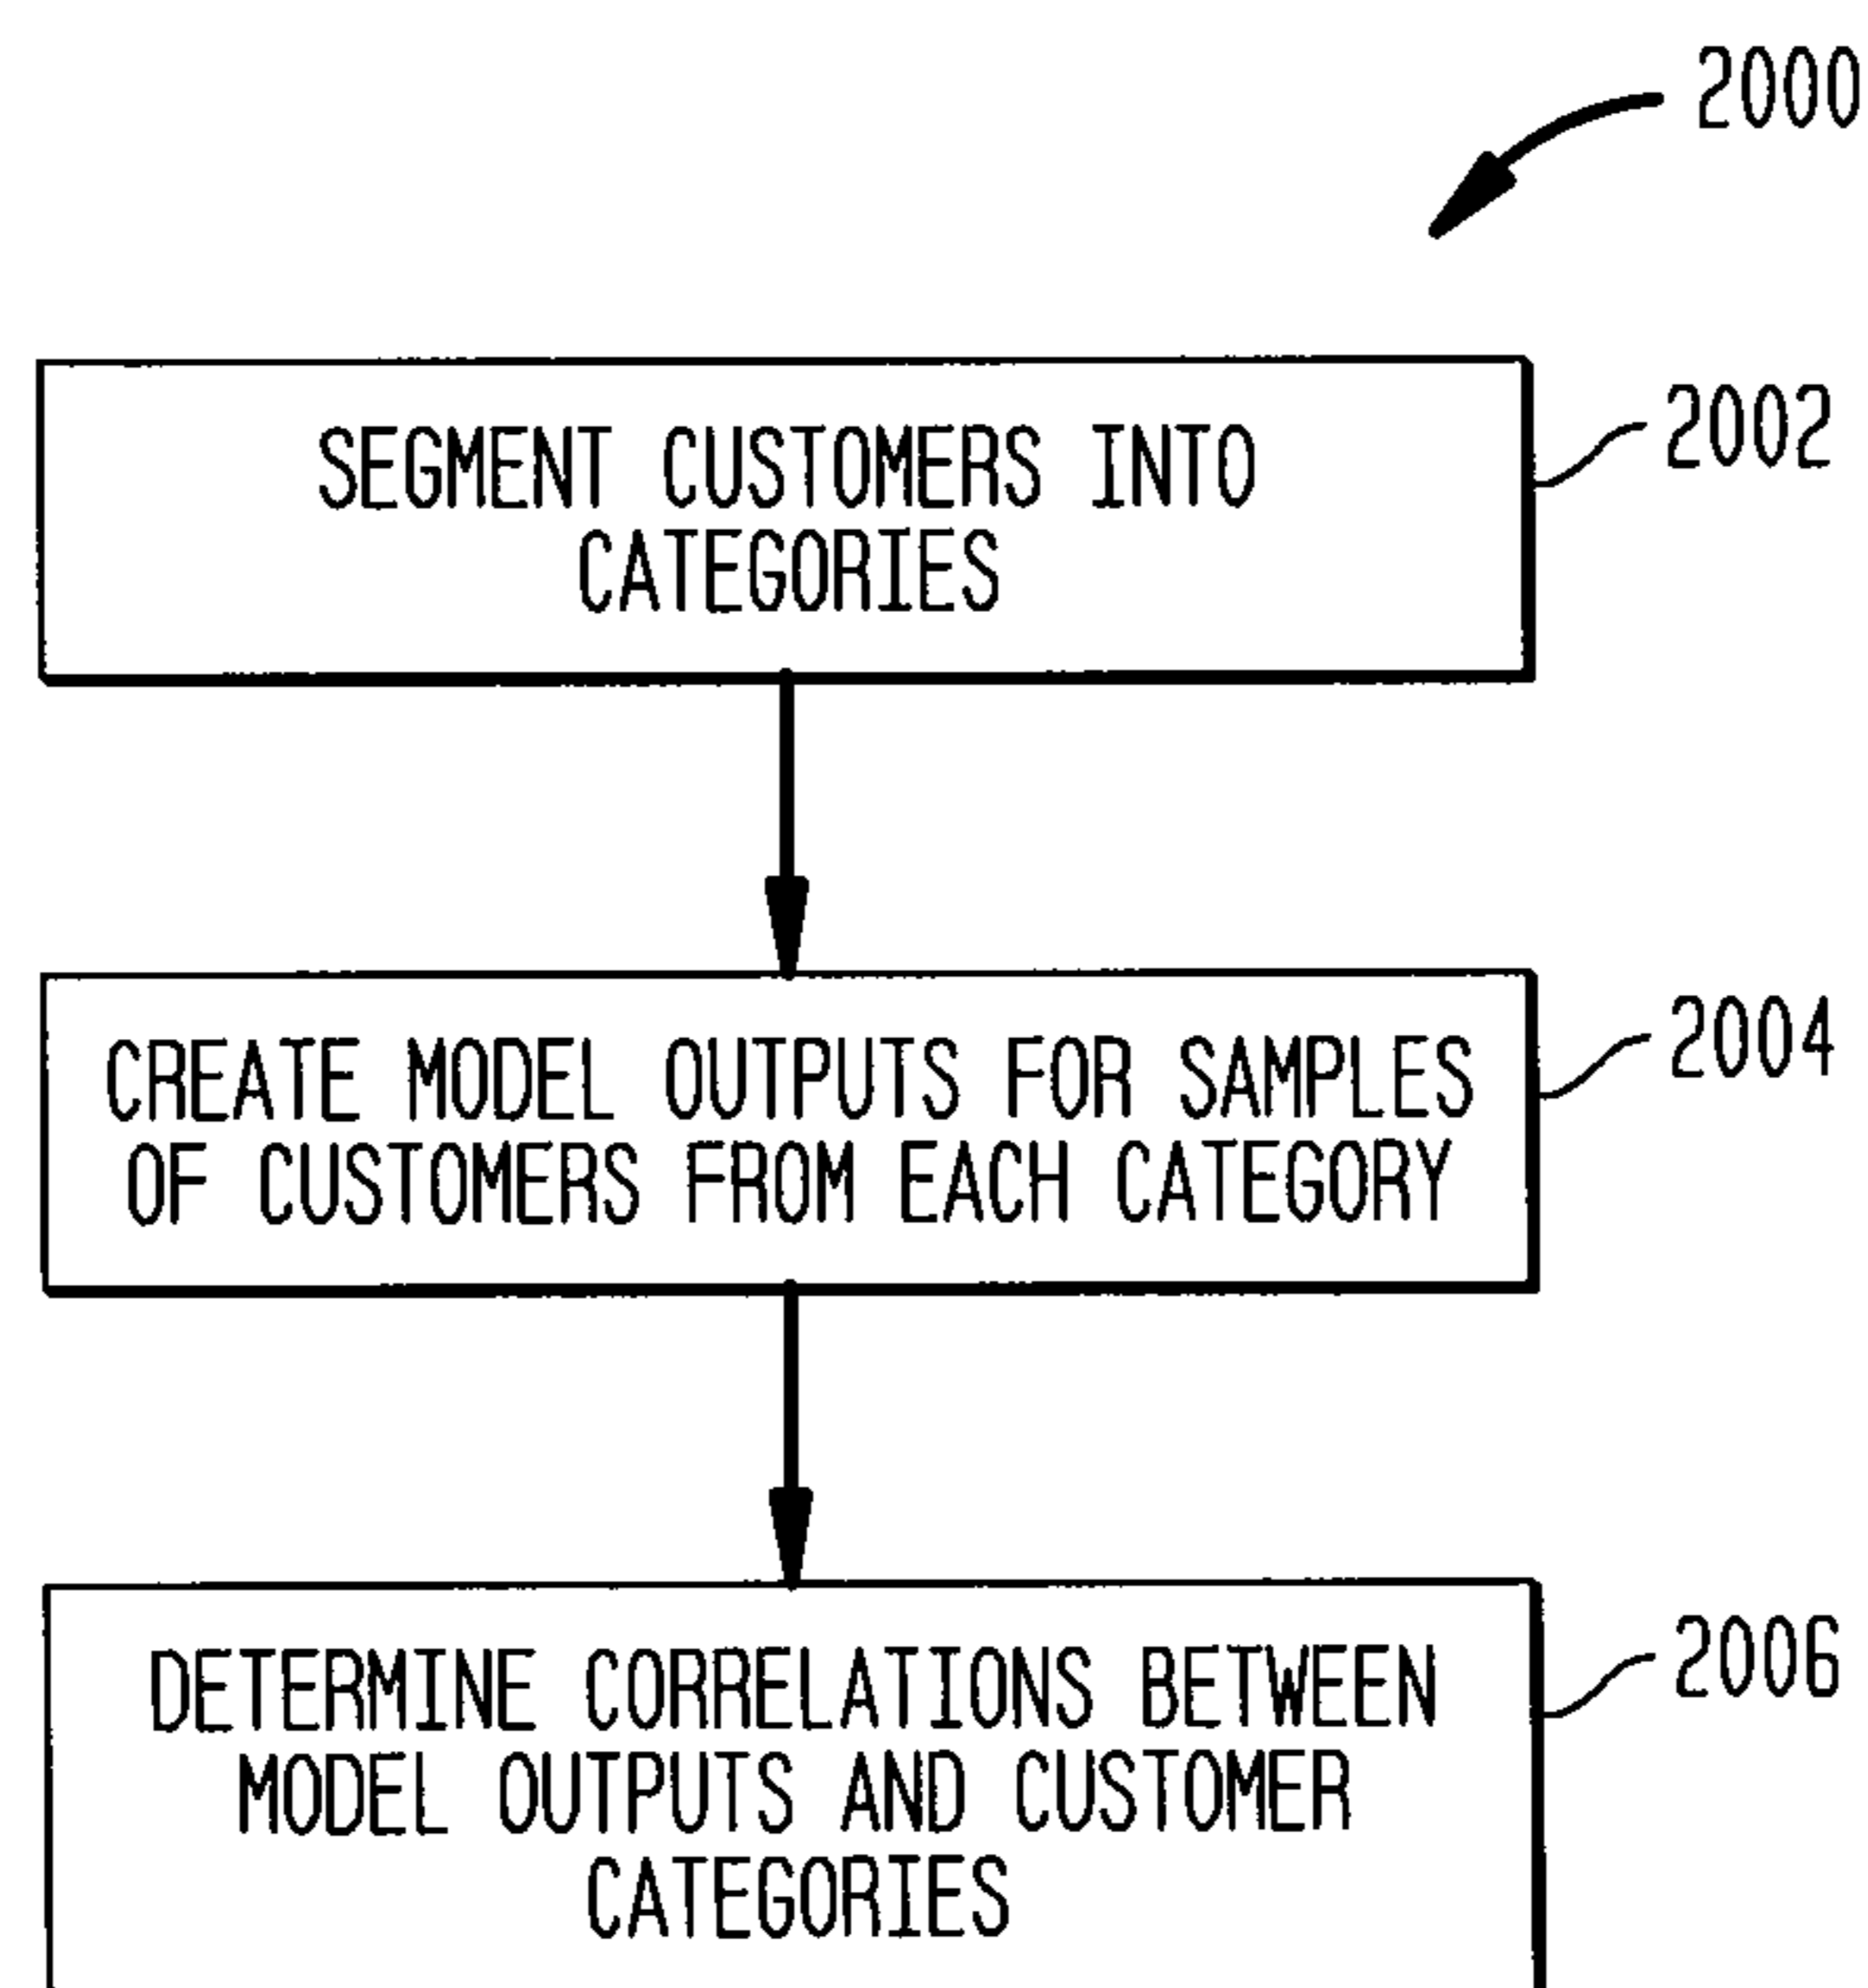 2000
SEGMENT CUSTOMERS INTO
CATEGORIES
2002
CREATE MODEL OUTPUTS FOR SAMPLES
OF CUSTOMERS FROM EACH CATEGORY
2004
DETERMINE CORRELATIONS BETWEEN
MODEL OUTPUTS AND CUSTOMER
CATEGORIES
2006